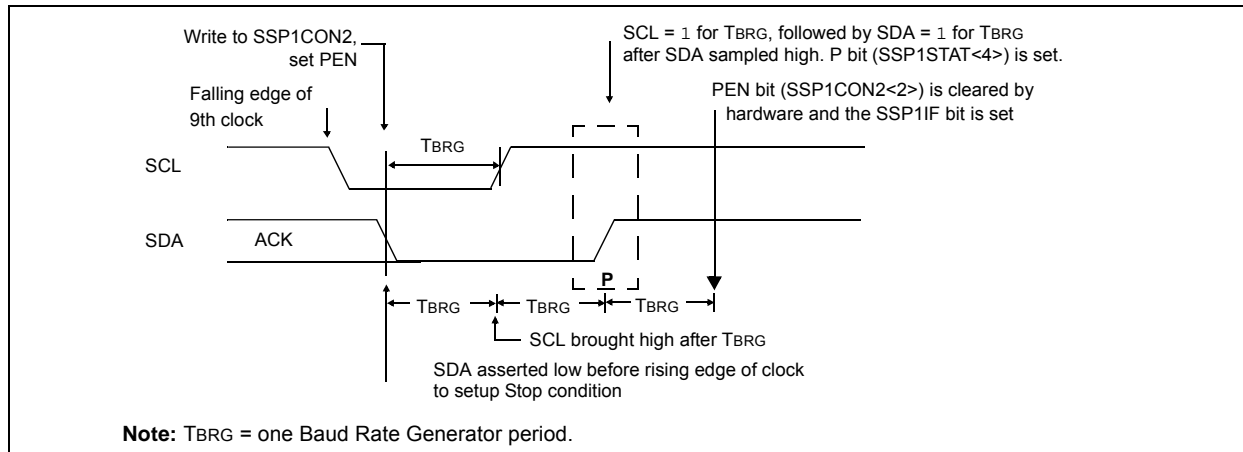 Write to SSP1CON2,
set PEN
SCL = 1 for TBRG, followed by SDA = 1 for TBRG
after SDA sampled high. P bit (SSP1STAT<4>) is set.
Falling edge of
9th clock
PEN bit (SSP1CON2<2>) is cleared by
hardware and the SSP1IF bit is set
TBRG
SCL
SDA
ACK
P
TBRG
TBRG
TBRG
SCL brought high after TBRG
SDA asserted low before rising edge of clock
to setup Stop condition
Note: TBRG = one Baud Rate Generator period.